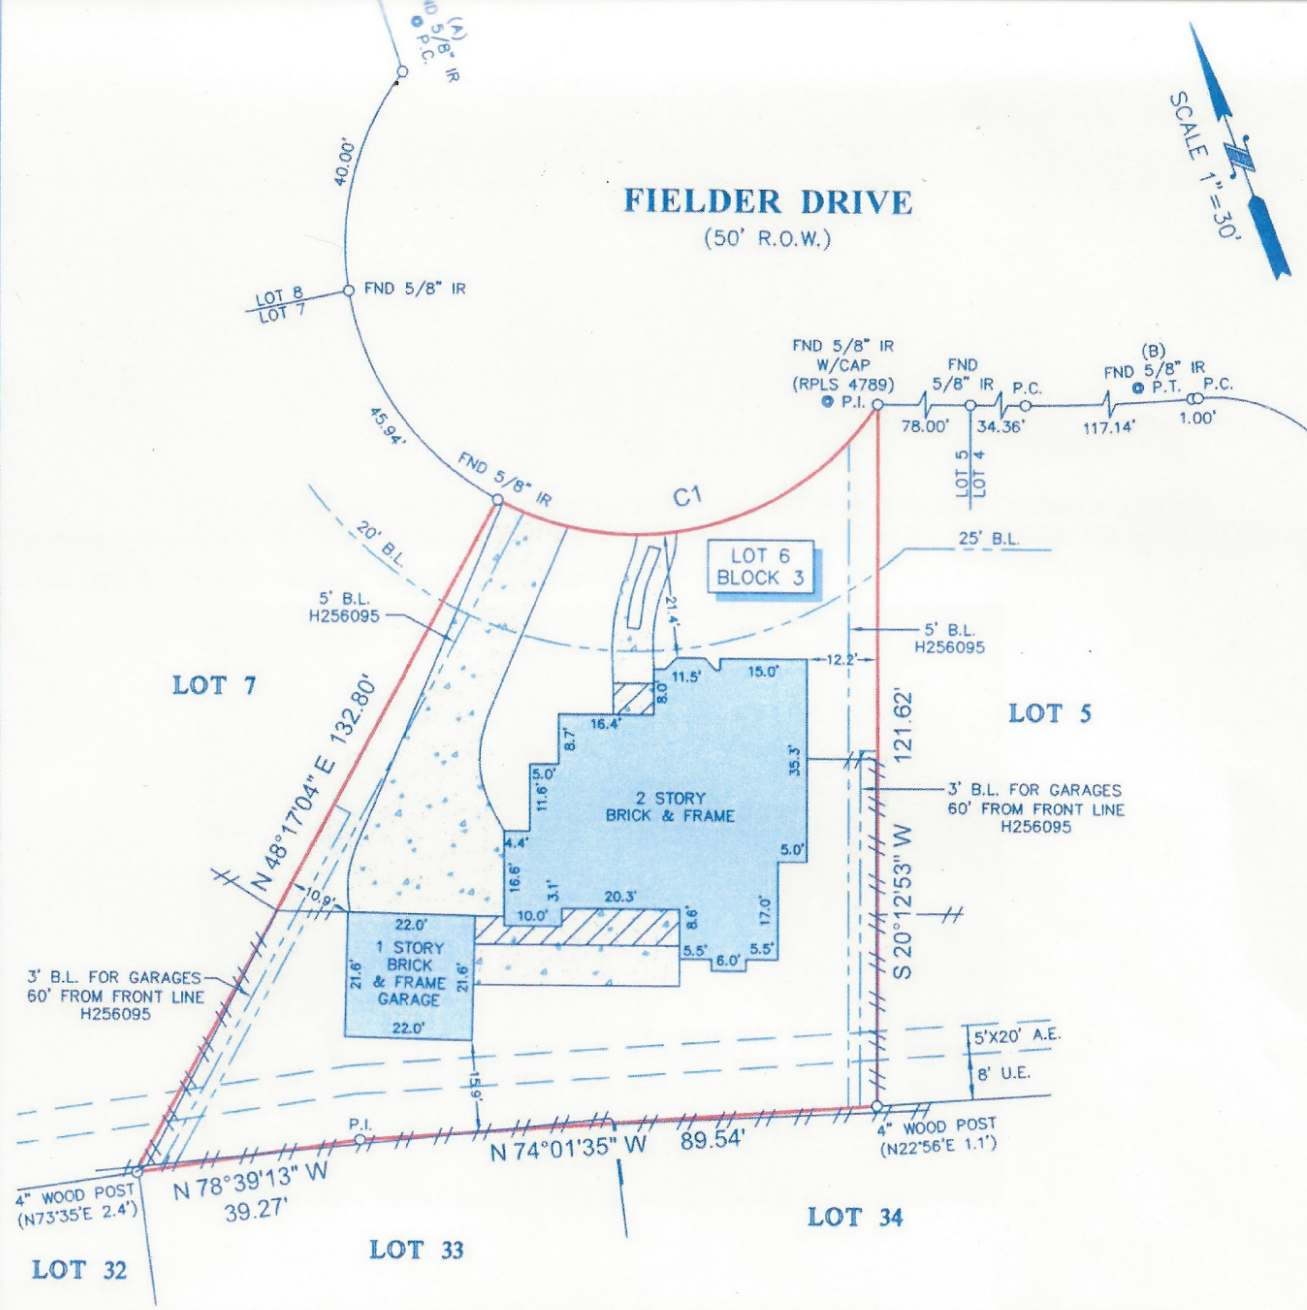 (A)
ND 5/8" IR
P.C.
40.00'
SCALE 1"=30'
FIELDER DRIVE
(50' R.O.W.)
LOT 8
LOT 7
FND 5/8" IR
45.94'
FND 5/8" IR
FND 5/8" IR
W/CAP
(RPLS 4789)
P.I.
FND
5/8" IR
P.C.
(B)
FND 5/8" IR
P.T.
P.C.
78.00'
34.36'
117.14'
1.00'
LOT 5
LOT 4
C1
20' B.L.
25' B.L.
LOT 6
BLOCK 3
5' B.L.
H256095
21.4'
5' B.L.
H256095
12.2'
LOT 7
N 48°17'04" E 132.80'
LOT 5
121.62'
S 20°12'53" W
11.5'
15.0'
8.0'
16.4'
8.7'
35.3'
5.0'
11.6'
2 STORY
BRICK & FRAME
3' B.L. FOR GARAGES
60' FROM FRONT LINE
H256095
4.4'
5.0'
16.6'
3.1'
20.3'
10.9'
10.0'
8.6'
17.0'
5.5'
6.0'
5.5'
22.0'
1 STORY
BRICK
& FRAME
GARAGE
21.6'
21.6'
22.0'
3' B.L. FOR GARAGES
60' FROM FRONT LINE
H256095
15.9'
5'X20' A.E.
8' U.E.
P.I.
N 74°01'35" W 89.54'
4" WOOD POST
(N22°56'E 1.1')
N 78°39'13" W
39.27'
4" WOOD POST
(N73°35'E 2.4')
LOT 34
LOT 33
LOT 32